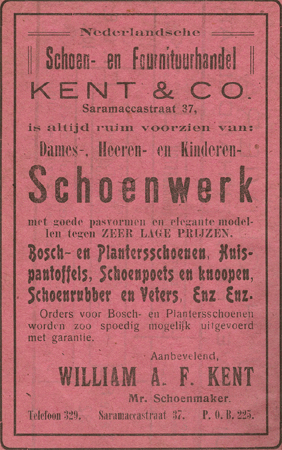 Nederlandsche
Schoen- en Fournituurhandel
KENT & CO.
Saramaccastraat 37,
is altijd ruim voorzien van:
Dames-, Heeren- en Kinderen-
Schoenwerk
met goede pasvormen en elegante model-
len tegen ZEER LAGE PRIJZEN.
Bosch- en Plantersschoenen, Huis-
pantoffels, Schoenpoets en knoopen,
Schoenrubber en Veters, Enz Enz.
Orders voor Bosch- en Plantersschoenen
worden zoo spoedig mogelijk uitgevoerd
met garantie.
Aanbevelend,
WILLIAM A. F. KENT
Mr. Schoenmaker.
Telefoon 329. Saramaccastraat 37. P. O. B. 225.